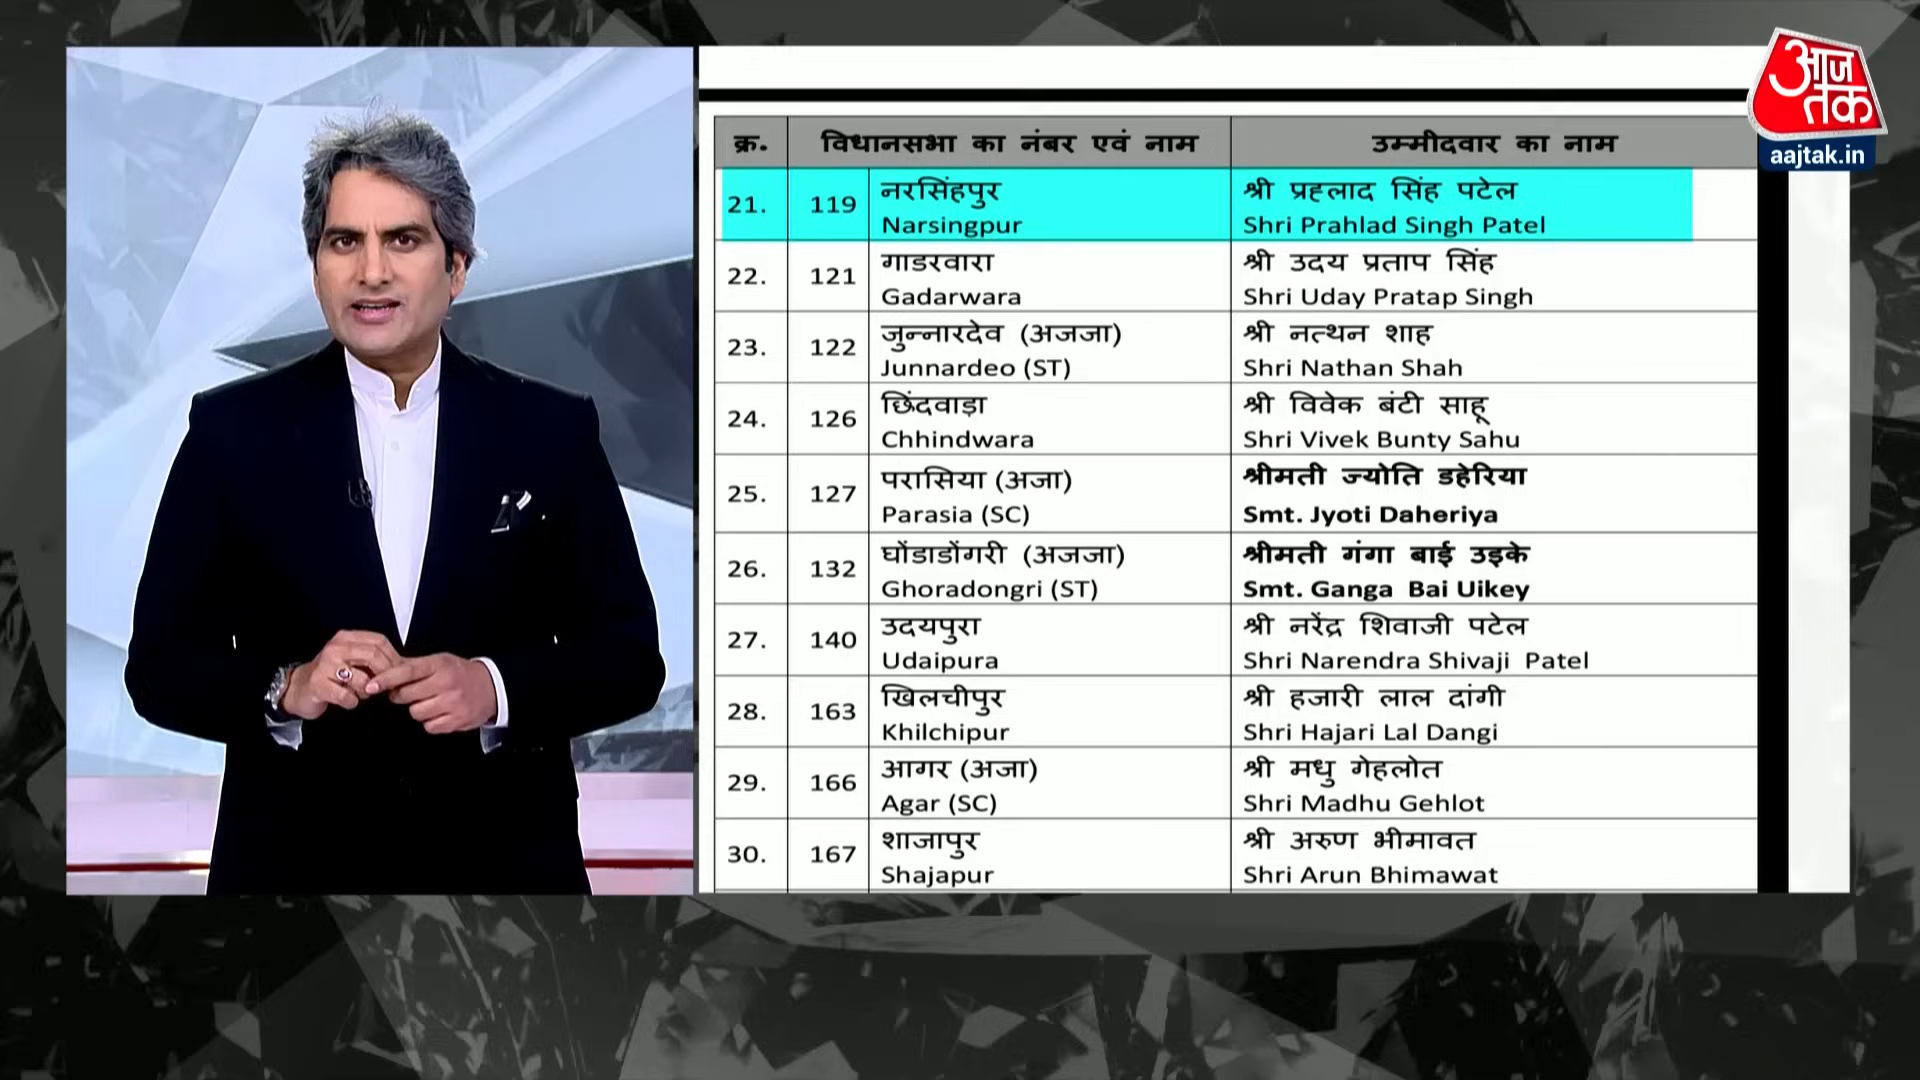 आज
तक
aajtak.in
क्र. विधानसभा का नंबर एवं नाम उम्मीदवार का नाम
21. 119 नरसिंहपुर श्री प्रह्लाद सिंह पटेल
Narsingpur Shri Prahlad Singh Patel
22. 121 गाडरवारा श्री उदय प्रताप सिंह
Gadarwara Shri Uday Pratap Singh
23. 122 जुन्नारदेव (अजजा) श्री नत्थन शाह
Junnardeo (ST) Shri Nathan Shah
24. 126 छिंदवाड़ा श्री विवेक बंटी साहू
Chhindwara Shri Vivek Bunty Sahu
25. 127 परासिया (अजा) श्रीमती ज्योति डहेरिया
Parasia (SC) Smt. Jyoti Daheriya
26. 132 घोंडाडोंगरी (अजजा) श्रीमती गंगा बाई उइके
Ghoradongri (ST) Smt. Ganga Bai Uikey
27. 140 उदयपुरा श्री नरेंद्र शिवाजी पटेल
Udaipura Shri Narendra Shivaji Patel
28. 163 खिलचीपुर श्री हजारी लाल दांगी
Khilchipur Shri Hajari Lal Dangi
29. 166 आगर (अजा) श्री मधु गेहलोत
Agar (SC) Shri Madhu Gehlot
30. 167 शाजापुर श्री अरुण भीमावत
Shajapur Shri Arun Bhimawat